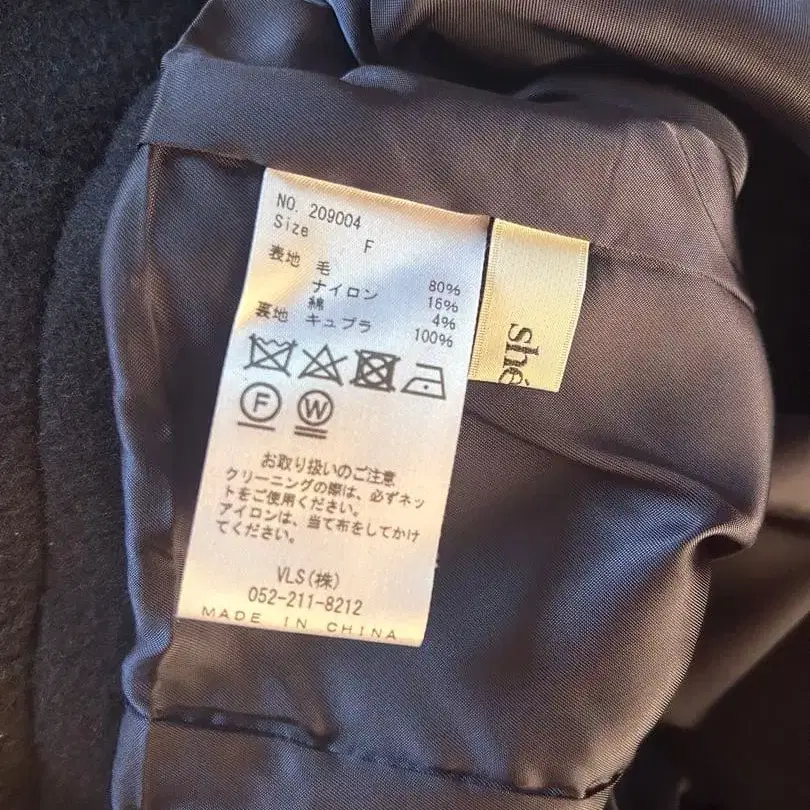 NO. 209004
Size F
表地 毛 80%
ナイロン 16%
綿 4%
裏地 キュプラ 100%
F W
お取り扱いのご注意
クリーニングの際は、必ずネッ
トをご使用ください。
アイロンは、当て布をしてかけ
てください。
VLS(株)
052-211-8212
MADE IN CHINA
shé